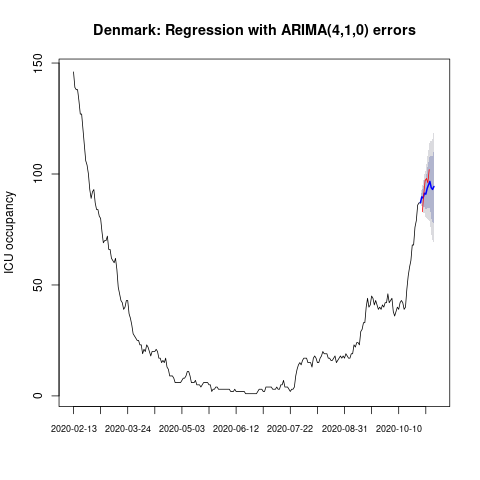 Denmark: Regression with ARIMA(4,1,0) errors
ICU occupancy
150
100
50
0
2020-02-13 2020-03-24 2020-05-03 2020-06-12 2020-07-22 2020-08-31 2020-10-10